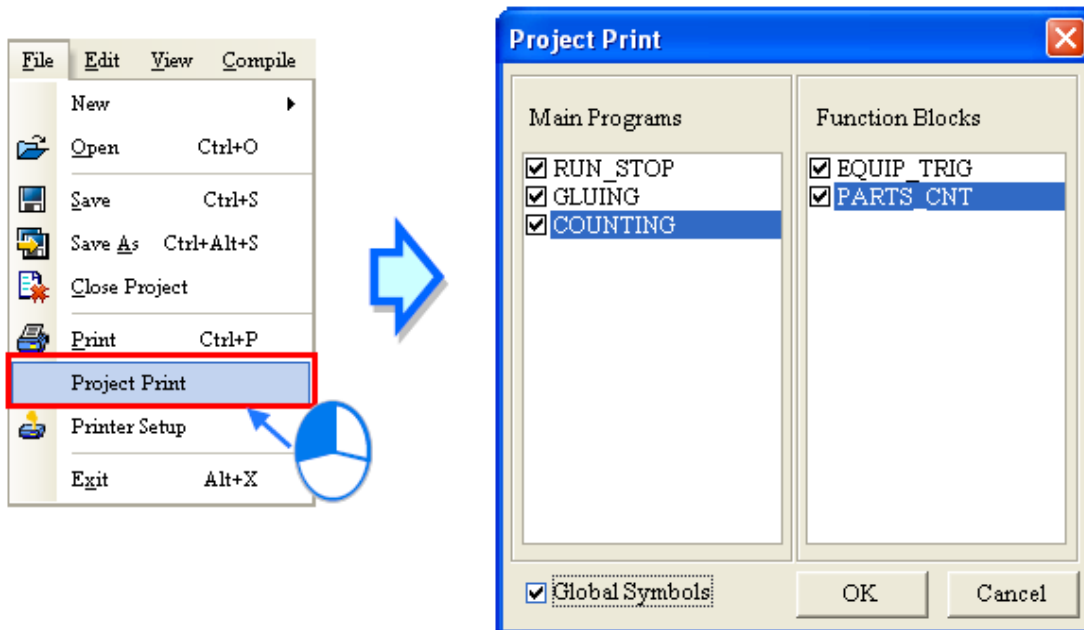 File Edit View Compile
New
Open Ctrl+O
Save Ctrl+S
Save As Ctrl+Alt+S
Close Project
Print Ctrl+P
Project Print
Printer Setup
Exit Alt+X
Project Print
Main Programs
RUN_STOP
GLUING
COUNTING
Function Blocks
EQUIP_TRIG
PARTS_CNT
Global Symbols
OK Cancel